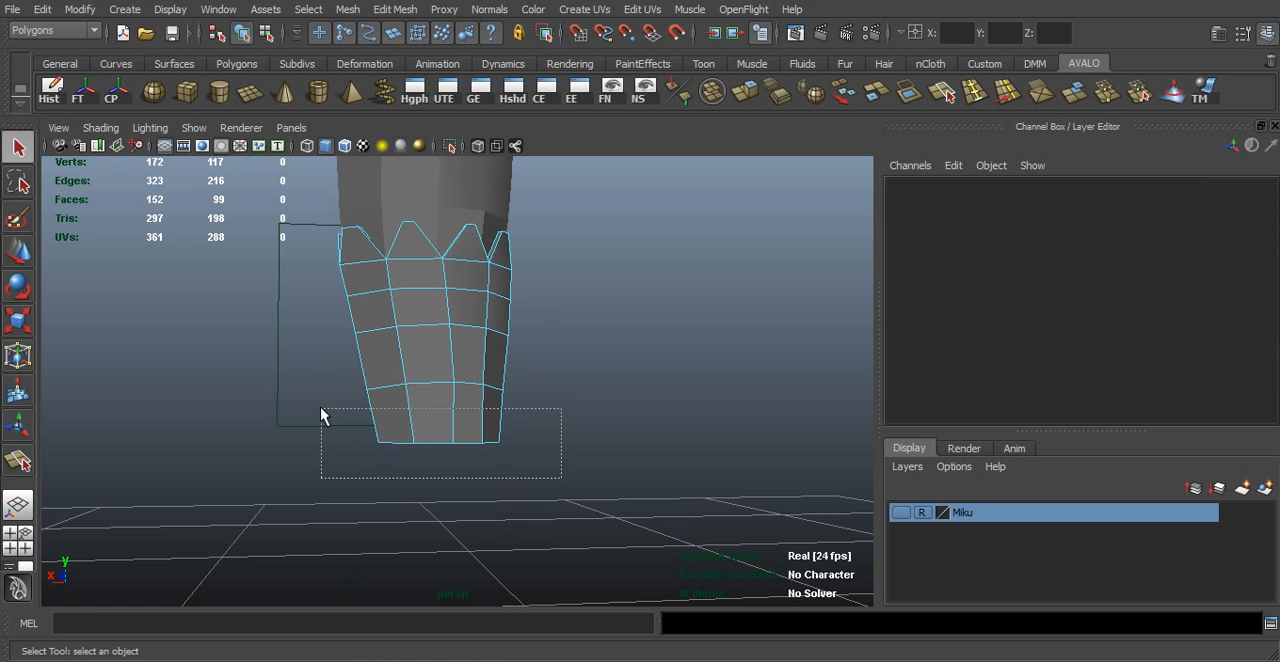 File Edit Modify Create Display Window Assets Select Mesh Edit Mesh Proxy Normals Color Create UVs Edit UVs Muscle OpenFlight Help
Polygons X: Y: Z:
General Curves Surfaces Polygons Subdivs Deformation Animation Dynamics Rendering PaintEffects Toon Muscle Fluids Fur Hair nCloth Custom DMM AVALO
Hist FT CP Hgph UTE GE Hshd CE EE FN NS TM
View Shading Lighting Show Renderer Panels
Channel Box / Layer Editor
Channels Edit Object Show
Verts: 172 117 0
Edges: 323 216 0
Faces: 152 99 0
Tris: 297 198 0
UVs: 361 288 0
Display Render Anim
Layers Options Help
R Miku
Real [24 fps]
No Character
No Solver
persp
y
x z
MEL
Select Tool: select an object